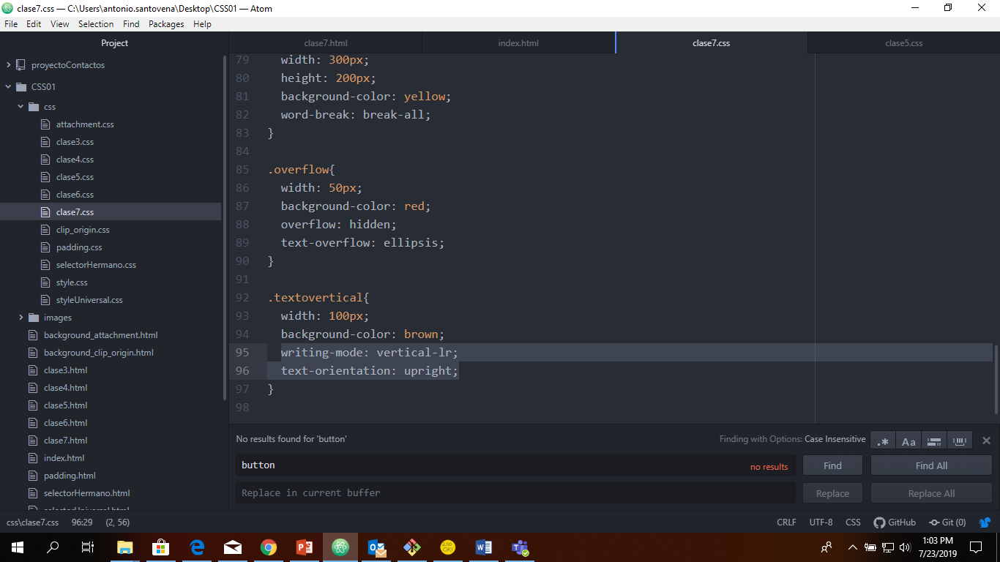 clase7.css — C:\Users\antonio.santovena\Desktop\CSS01 — Atom
File Edit View Selection Find Packages Help
Project
proyectoContactos
CSS01
css
attachment.css
clase3.css
clase4.css
clase5.css
clase6.css
clase7.css
clip_origin.css
padding.css
selectorHermano.css
style.css
styleUniversal.css
images
background_attachment.html
background_clip_origin.html
clase3.html
clase4.html
clase5.html
clase6.html
clase7.html
index.html
padding.html
selectorHermano.html
selectorUniversal.html
clase7.html index.html clase7.css clase5.css
79 width: 300px;
80 height: 200px;
81 background-color: yellow;
82 word-break: break-all;
83 }
84
85 .overflow{
86 width: 50px;
87 background-color: red;
88 overflow: hidden;
89 text-overflow: ellipsis;
90 }
91
92 .textovertical{
93 width: 100px;
94 background-color: brown;
95 writing-mode: vertical-lr;
96 text-orientation: upright;
97 }
98
No results found for 'button' Finding with Options: Case Insensitive .* Aa
button no results Find Find All
Replace in current buffer Replace Replace All
css\clase7.css 96:29 (2, 56) CRLF UTF-8 CSS GitHub Git (0)
1:03 PM
7/23/2019